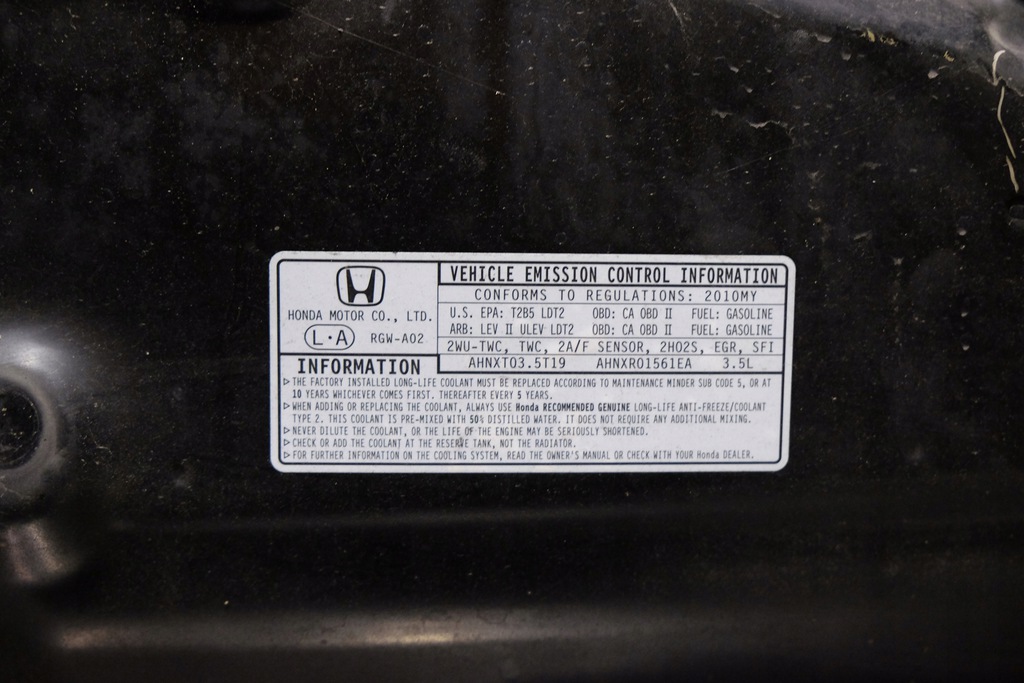 HONDA MOTOR CO., LTD.
L·A RGW-A02
VEHICLE EMISSION CONTROL INFORMATION
CONFORMS TO REGULATIONS: 2010MY
U.S. EPA: T2B5 LDT2 OBD: CA OBD II FUEL: GASOLINE
ARB: LEV II ULEV LDT2 OBD: CA OBD II FUEL: GASOLINE
2WU-TWC, TWC, 2A/F SENSOR, 2HO2S, EGR, SFI
AHNXT03.5T19 AHNXR01561EA 3.5L
INFORMATION
▷THE FACTORY INSTALLED LONG-LIFE COOLANT MUST BE REPLACED ACCORDING TO MAINTENANCE MINDER SUB CODE 5, OR AT
10 YEARS WHICHEVER COMES FIRST. THEREAFTER EVERY 5 YEARS.
▷WHEN ADDING OR REPLACING THE COOLANT, ALWAYS USE Honda RECOMMENDED GENUINE LONG-LIFE ANTI-FREEZE/COOLANT
TYPE 2. THIS COOLANT IS PRE-MIXED WITH 50% DISTILLED WATER. IT DOES NOT REQUIRE ANY ADDITIONAL MIXING.
▷NEVER DILUTE THE COOLANT, OR THE LIFE OF THE ENGINE MAY BE SERIOUSLY SHORTENED.
▷CHECK OR ADD THE COOLANT AT THE RESERVE TANK, NOT THE RADIATOR.
▷FOR FURTHER INFORMATION ON THE COOLING SYSTEM, READ THE OWNER'S MANUAL OR CHECK WITH YOUR Honda DEALER.